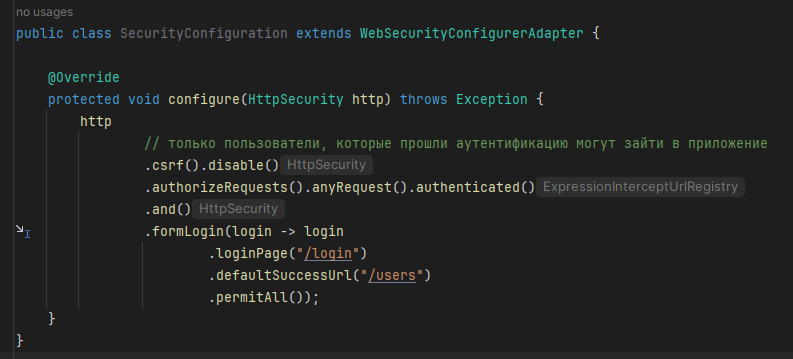 no usages
public class SecurityConfiguration extends WebSecurityConfigurerAdapter {
@Override
protected void configure(HttpSecurity http) throws Exception {
http
// только пользователи, которые прошли аутентификацию могут зайти в приложение
.csrf().disable() HttpSecurity
.authorizeRequests().anyRequest().authenticated() ExpressionInterceptUrlRegistry
.and() HttpSecurity
.formLogin(login -> login
.loginPage("/login")
.defaultSuccessUrl("/users")
.permitAll());
}
}